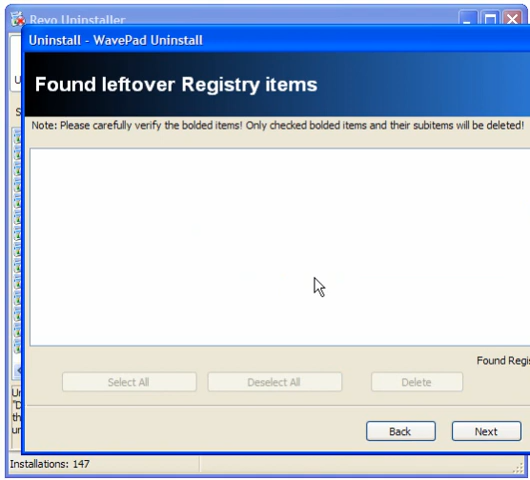 Revo Uninstaller
Uninstall - WavePad Uninstall
Found leftover Registry items
Note: Please carefully verify the bolded items! Only checked bolded items and their subitems will be deleted!
Found Regis
Select All Deselect All Delete
Back Next
Installations: 147